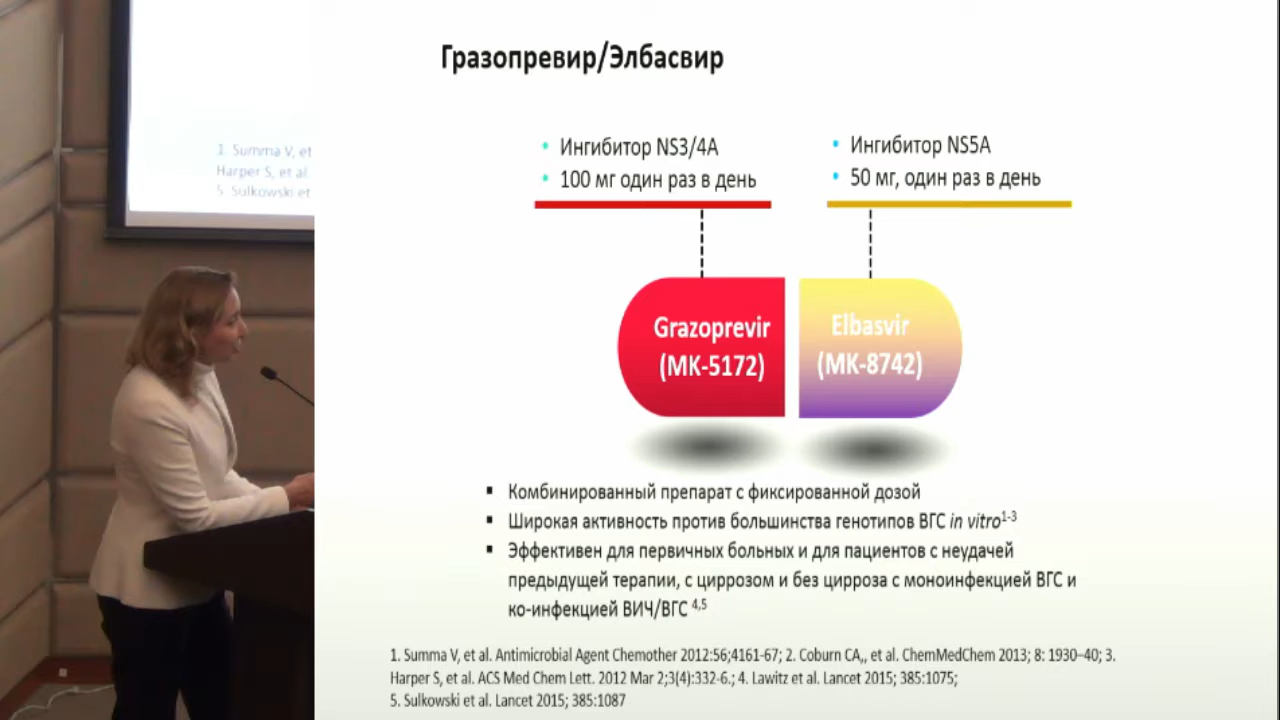 Гразопревир/Элбасвир
• Ингибитор NS3/4A
• 100 мг один раз в день
• Ингибитор NS5A
• 50 мг, один раз в день
Grazoprevir
(MK-5172)
Elbasvir
(MK-8742)
▪ Комбинированный препарат с фиксированной дозой
▪ Широкая активность против большинства генотипов ВГС in vitro1-3
▪ Эффективен для первичных больных и для пациентов с неудачей
предыдущей терапии, с циррозом и без цирроза с моноинфекцией ВГС и
ко-инфекцией ВИЧ/ВГС 4,5
1. Summa V, et al. Antimicrobial Agent Chemother 2012:56;4161-67; 2. Coburn CA,, et al. ChemMedChem 2013; 8: 1930–40; 3.
Harper S, et al. ACS Med Chem Lett. 2012 Mar 2;3(4):332-6.; 4. Lawitz et al. Lancet 2015; 385:1075;
5. Sulkowski et al. Lancet 2015; 385:1087
1. Summa V, et
Harper S, et al
5. Sulkowski et